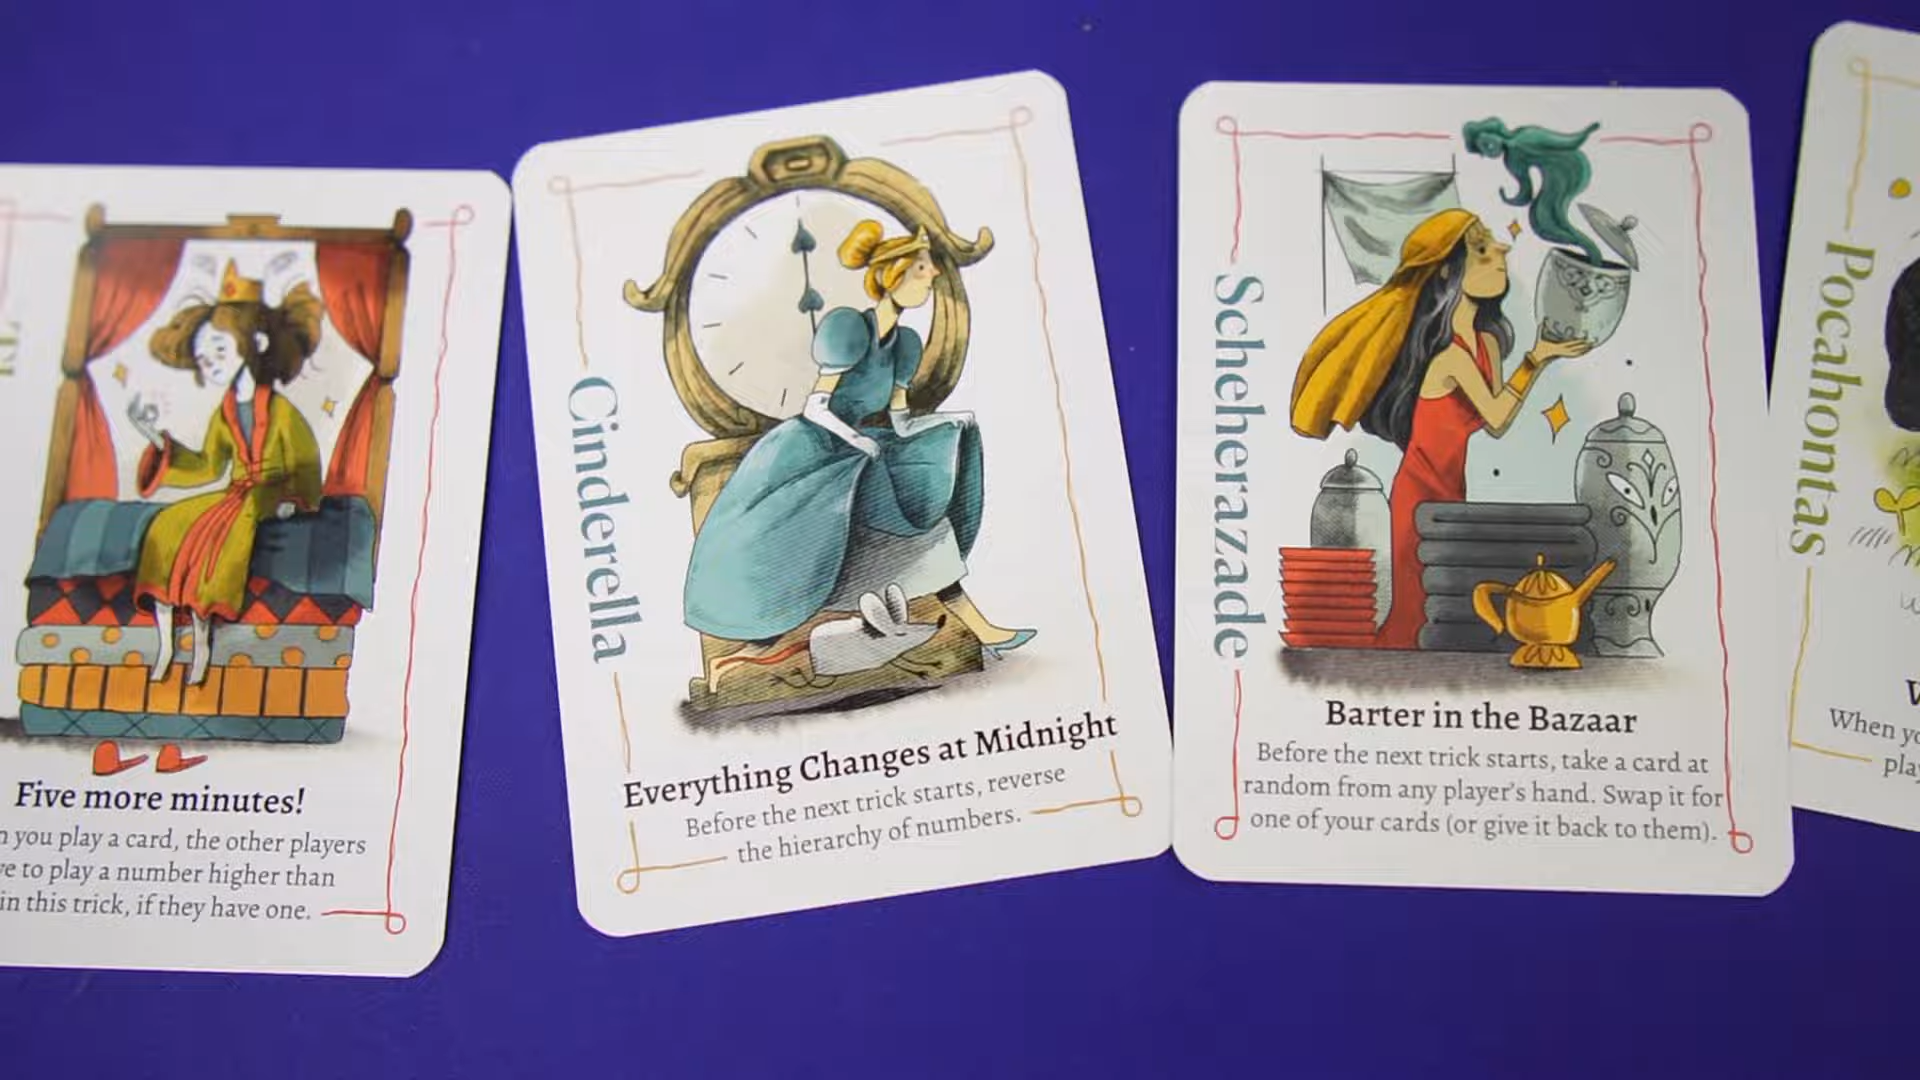 Five more minutes!
you play a card, the other players
to play a number higher than
in this trick, if they have one.
Cinderella
Everything Changes at Midnight
Before the next trick starts, reverse
the hierarchy of numbers.
Scheherazade
Barter in the Bazaar
Before the next trick starts, take a card at
random from any player's hand. Swap it for
one of your cards (or give it back to them).
Pocahontas
When